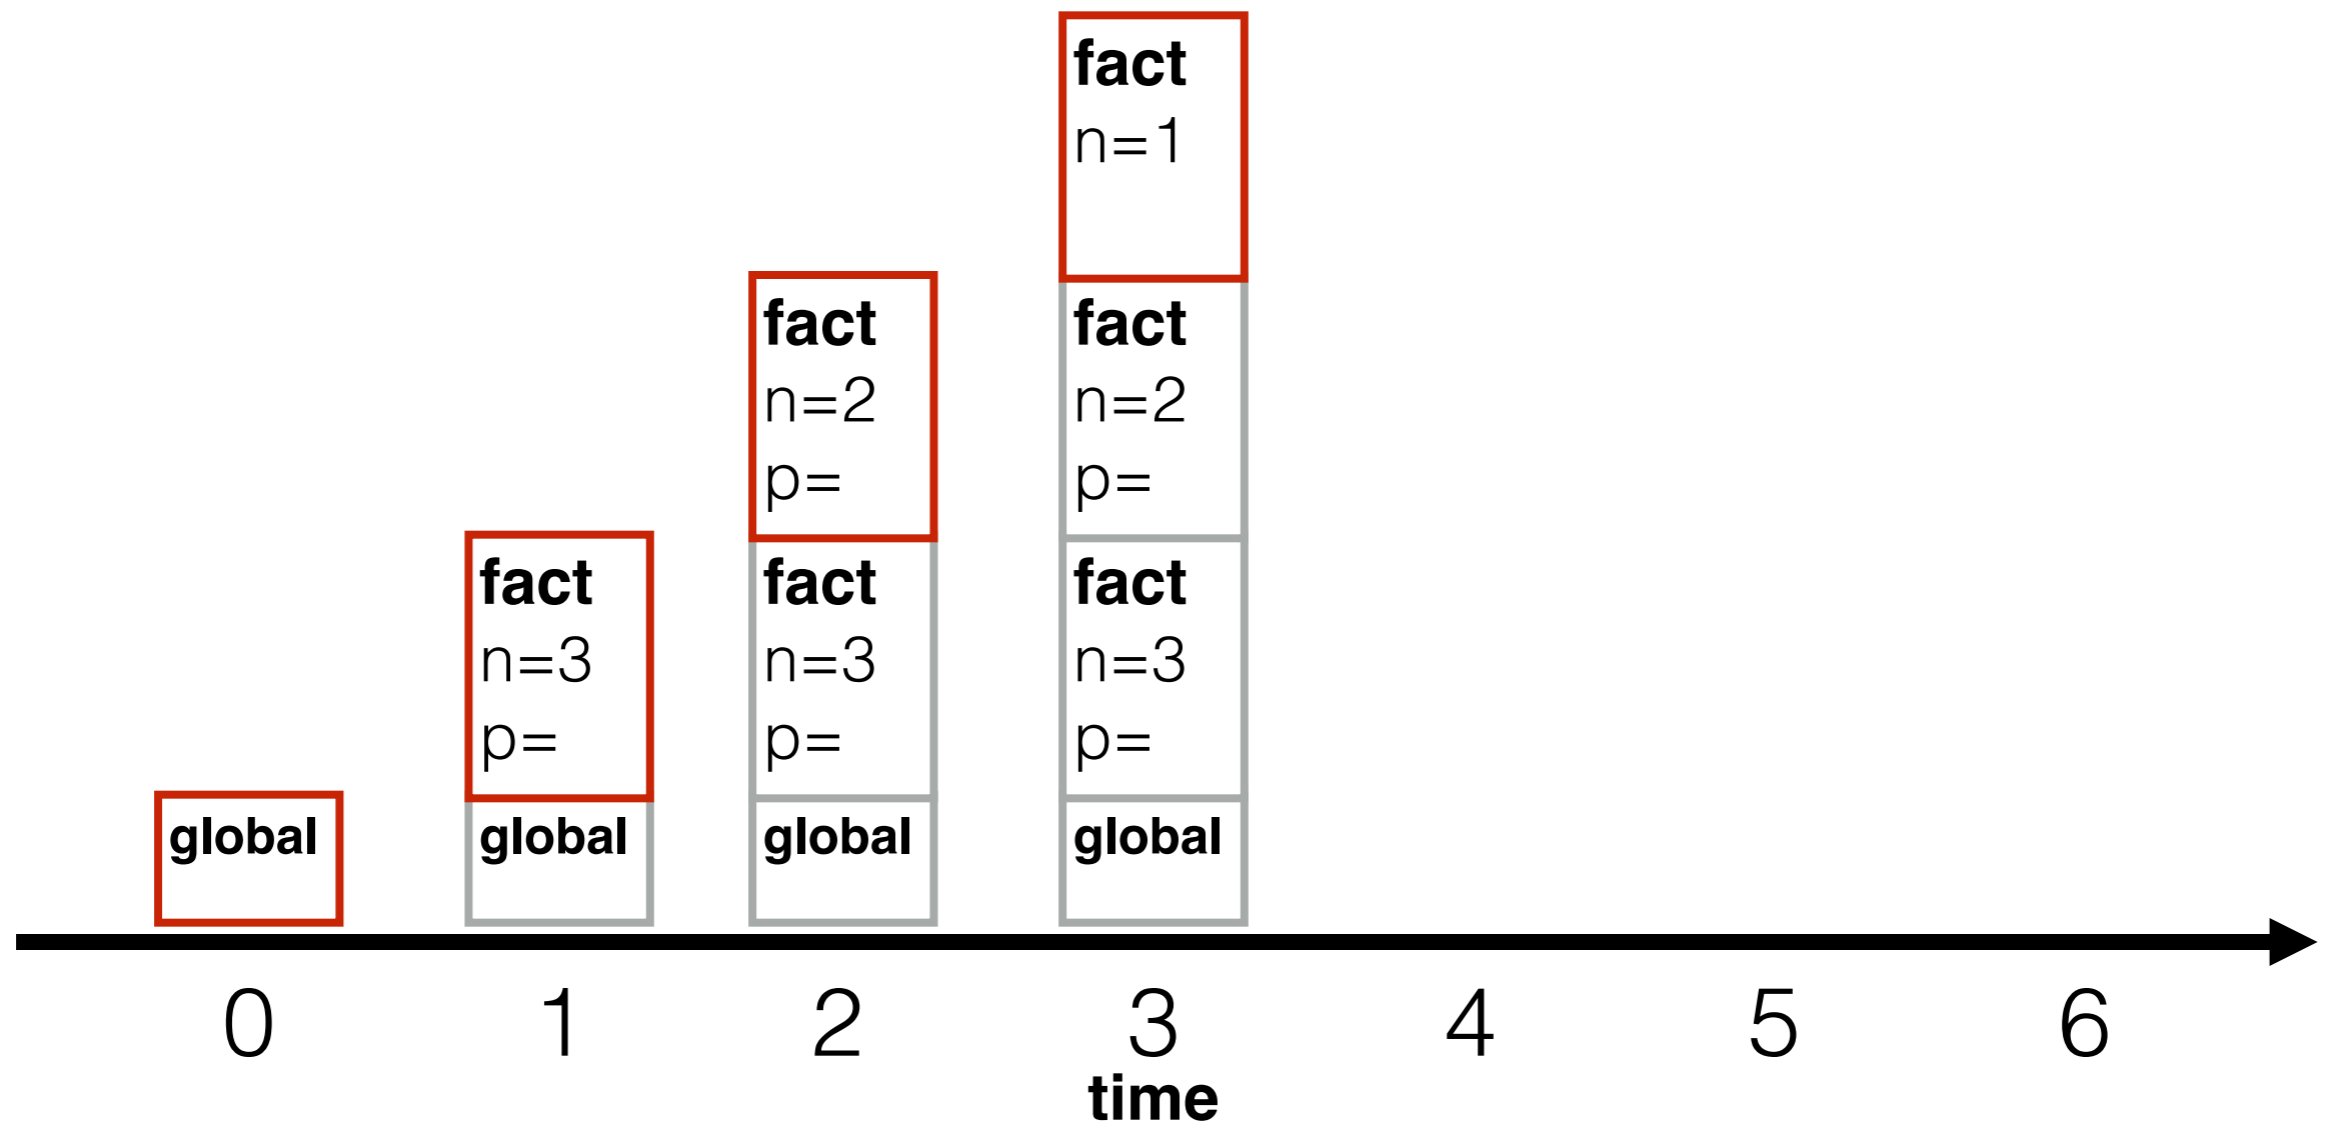 global
fact
n=3
p=
global
fact
n=2
p=
fact
n=3
p=
global
fact
n=1
fact
n=2
p=
fact
n=3
p=
global
0 1 2 3 4 5 6
time